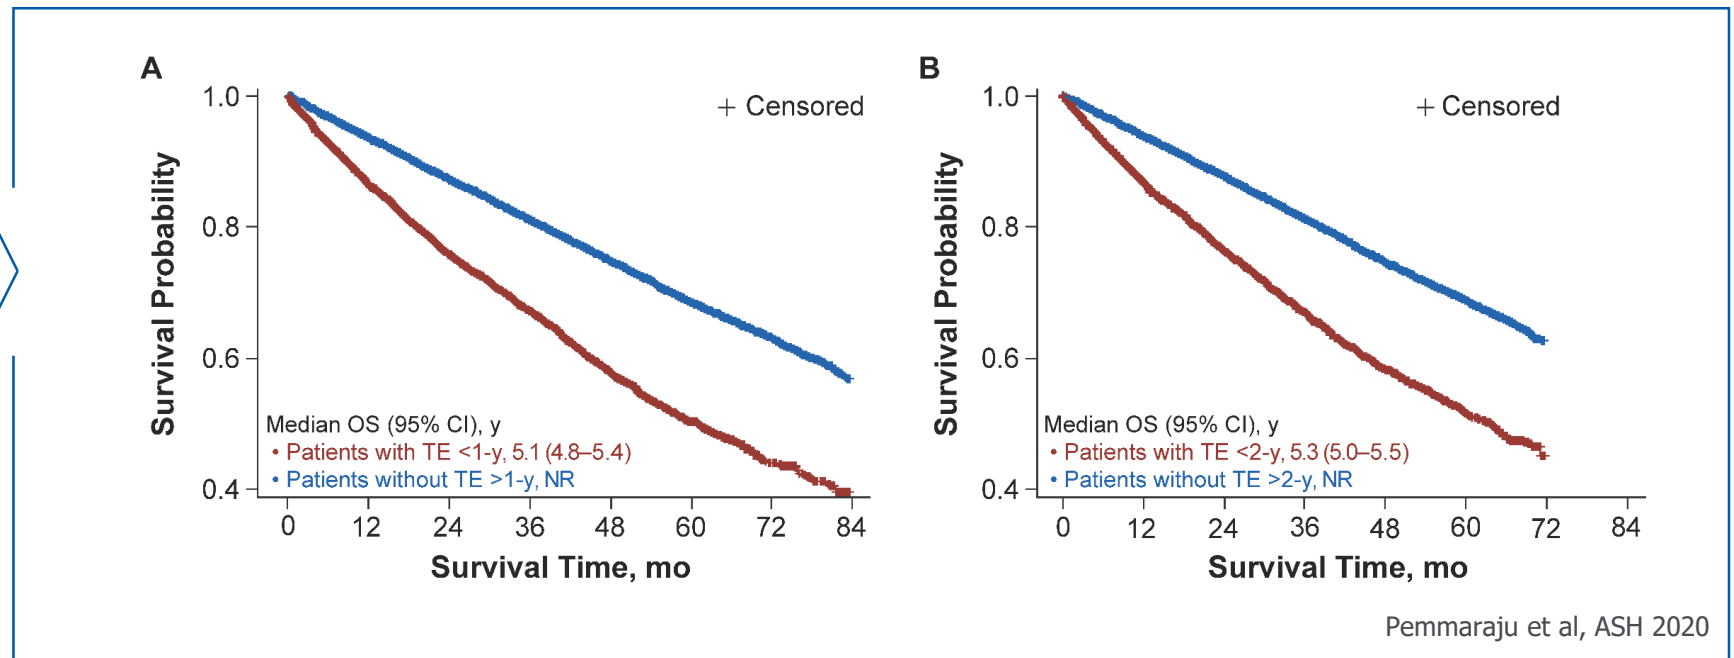 A
+ Censored
1.0
0.8
0.6
0.4
Survival Probability
Median OS (95% CI), y
• Patients with TE <1-y, 5.1 (4.8–5.4)
• Patients without TE >1-y, NR
0 12 24 36 48 60 72 84
Survival Time, mo
B
+ Censored
1.0
0.8
0.6
0.4
Survival Probability
Median OS (95% CI), y
• Patients with TE <2-y, 5.3 (5.0–5.5)
• Patients without TE >2-y, NR
0 12 24 36 48 60 72 84
Survival Time, mo
Pemmaraju et al, ASH 2020